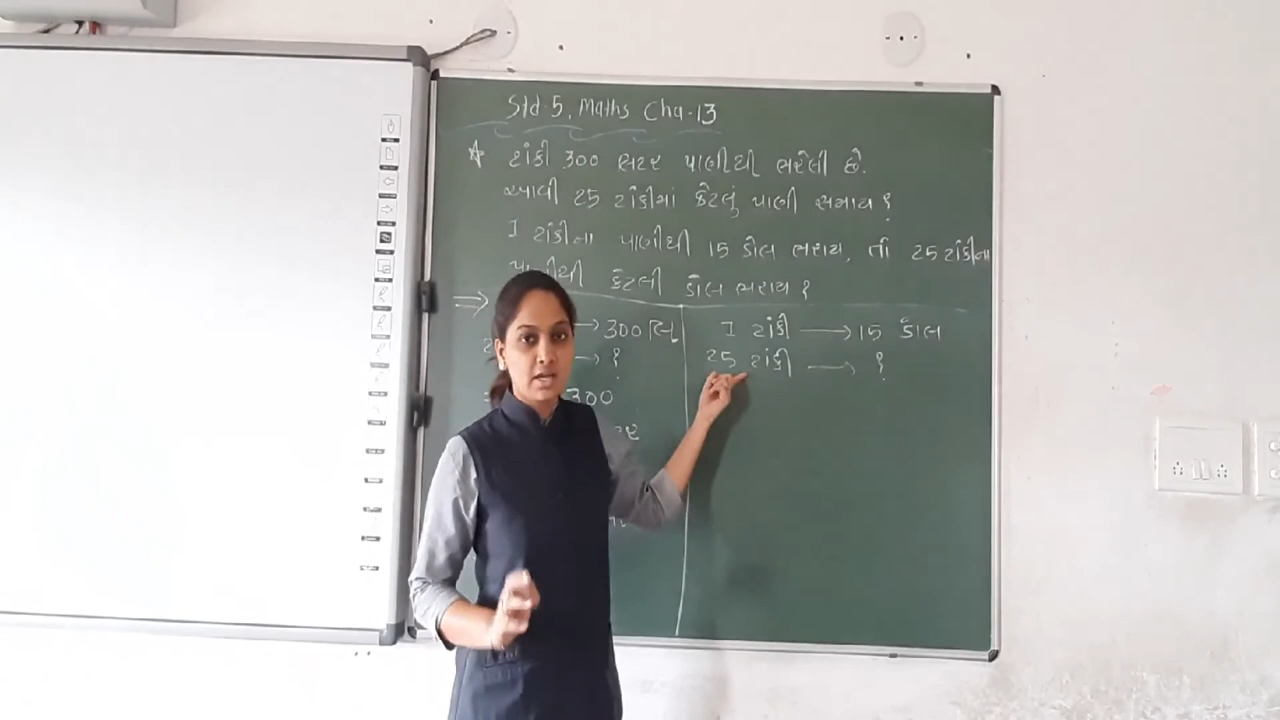 Std-5, Maths Cha-13
ટાંકી 300 લિટર પાણીથી ભરેલી છે.
આવી 25 ટાંકીમાં કેટલું પાણી સમાય ?
1 ટાંકીના પાણીથી 15 ડોલ ભરાય, તો 25 ટાંકીના
પાણીથી કેટલી ડોલ ભરાય ?
→ 300 લિ
→ ?
300
1 ટાંકી → 15 ડોલ
25 ટાંકી → ?